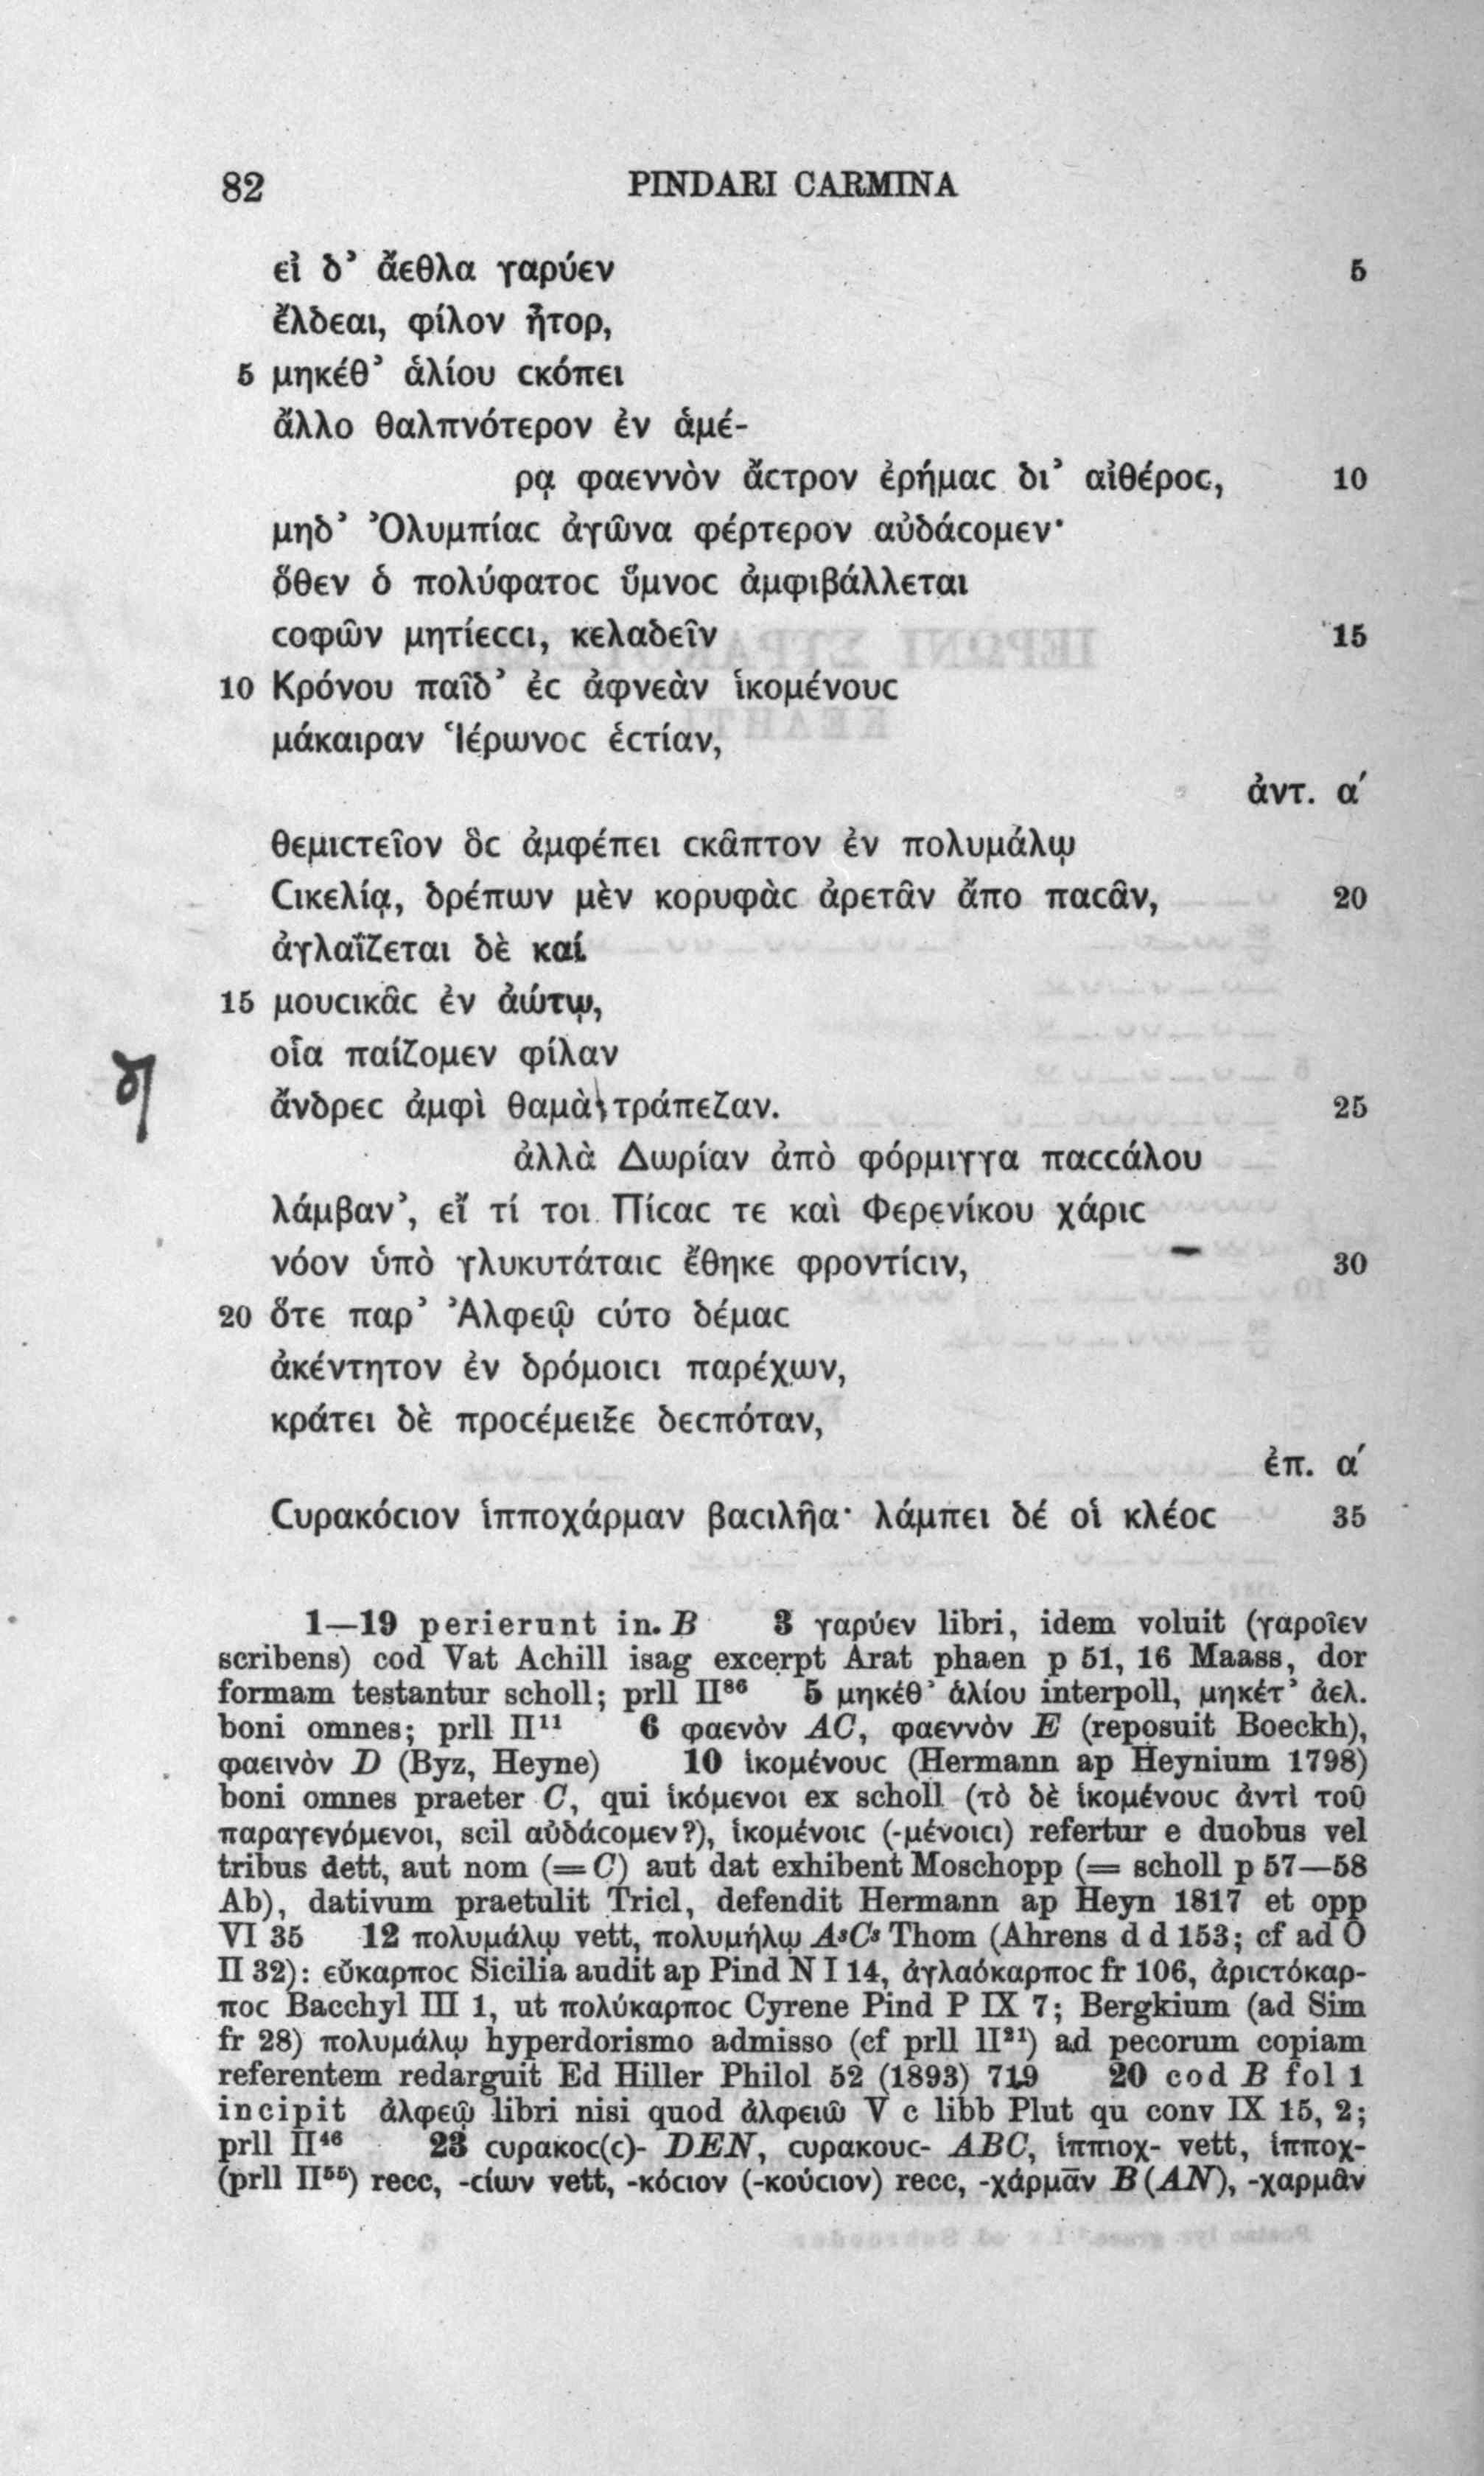 82 PINDARI CARMINA
εἰ δ’ ἄεθλα γαρύεν 5
ἔλδεαι, φίλον ἦτορ,
5 μηκέθ’ ἁλίου ϲκόπει
ἄλλο θαλπνότερον ἐν ἁμέ-
ρᾳ φαεννὸν ἄϲτρον ἐρήμαϲ δι’ αἰθέροϲ, 10
μηδ’ Ὀλυμπίαϲ ἀγῶνα φέρτερον αὐδάϲομεν·
ὅθεν ὁ πολύφατοϲ ὕμνοϲ ἀμφιβάλλεται
ϲοφῶν μητίεϲϲι, κελαδεῖν 15
10 Κρόνου παῖδ’ ἐϲ ἀφνεὰν ἱκομένουϲ
μάκαιραν Ἱέρωνοϲ ἑϲτίαν,
ἀντ. α′
θεμιϲτεῖον ὃϲ ἀμφέπει ϲκᾶπτον ἐν πολυμάλῳ
Ϲικελίᾳ, δρέπων μὲν κορυφὰϲ ἀρετᾶν ἄπο παϲᾶν, 20
ἀγλαΐζεται δὲ καί
15 μουϲικᾶϲ ἐν ἀώτῳ,
οἷα παίζομεν φίλαν
ἄνδρεϲ ἀμφὶ θαμὰ τράπεζαν. 25
ἀλλὰ Δωρίαν ἀπὸ φόρμιγγα παϲϲάλου
λάμβαν’, εἴ τί τοι Πίϲαϲ τε καὶ Φερενίκου χάριϲ
νόον ὑπὸ γλυκυτάταιϲ ἔθηκε φροντίϲιν, 30
20 ὅτε παρ’ Ἀλφεῷ ϲύτο δέμαϲ
ἀκέντητον ἐν δρόμοιϲι παρέχων,
κράτει δὲ προϲέμειξε δεϲπόταν,
ἐπ. α′
Ϲυρακόϲιον ἱπποχάρμαν βαϲιλῆα· λάμπει δέ οἱ κλέοϲ 35
1—19 perierunt in B 3 γαρύεν libri, idem voluit (γαροῖεν
scribens) cod Vat Achill isag excerpt Arat phaen p 51, 16 Maass, dor
formam testantur scholl; prll II⁸⁶ 5 μηκέθ’ ἁλίου interpoll, μηκέτ’ ἀελ.
boni omnes; prll II¹¹ 6 φαενὸν AC, φαεννὸν E (reposuit Boeckh),
φαεινὸν D (Byz, Heyne) 10 ἱκομένουϲ (Hermann ap Heynium 1798)
boni omnes praeter C, qui ἱκόμενοι ex scholl (τὸ δὲ ἱκομένουϲ ἀντὶ τοῦ
παραγενόμενοι, scil αὐδάϲομεν?), ἱκομένοιϲ (-μένοιϲι) refertur e duobus vel
tribus dett, aut nom (= C) aut dat exhibent Moschopp (= scholl p 57—58
Ab), dativum praetulit Tricl, defendit Hermann ap Heyn 1817 et opp
VI 35 12 πολυμάλῳ vett, πολυμήλῳ AˢCˢ Thom (Ahrens d d 153; cf ad O
II 32): εὔκαρποϲ Sicilia audit ap Pind N I 14, ἀγλαόκαρποϲ fr 106, ἀριϲτόκαρ-
ποϲ Bacchyl III 1, ut πολύκαρποϲ Cyrene Pind P IX 7; Bergkium (ad Sim
fr 28) πολυμάλῳ hyperdorismo admisso (cf prll II²¹) ad pecorum copiam
referentem redarguit Ed Hiller Philol 52 (1893) 719 20 cod B fol 1
incipit ἀλφεῷ libri nisi quod ἀλφειῶ V c libb Plut qu conv IX 15, 2;
prll II⁴⁶ 23 ϲυρακοϲ(ϲ)- DEN, ϲυρακουϲ- ABC, ἱππιοχ- vett, ἱπποχ-
(prll II⁵⁵) recc, -ϲίων vett, -κόϲιον (-κούϲιον) recc, -χάρμᾱν B (AN), -χαρμᾶν